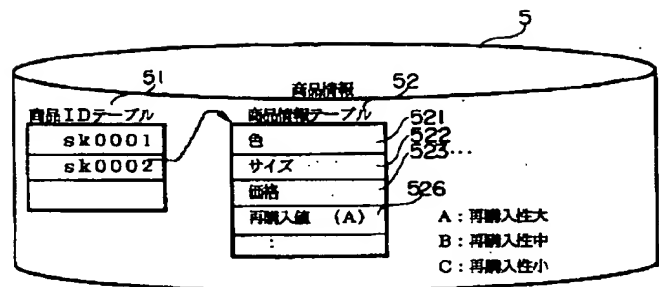 5
商品情報
51
52
商品IDテーブル
商品情報テーブル
sk0001
sk0002
色
サイズ
価格
再購入値 (A)
:
521
522
523…
526
A:再購入性大
B:再購入性中
C:再購入性小